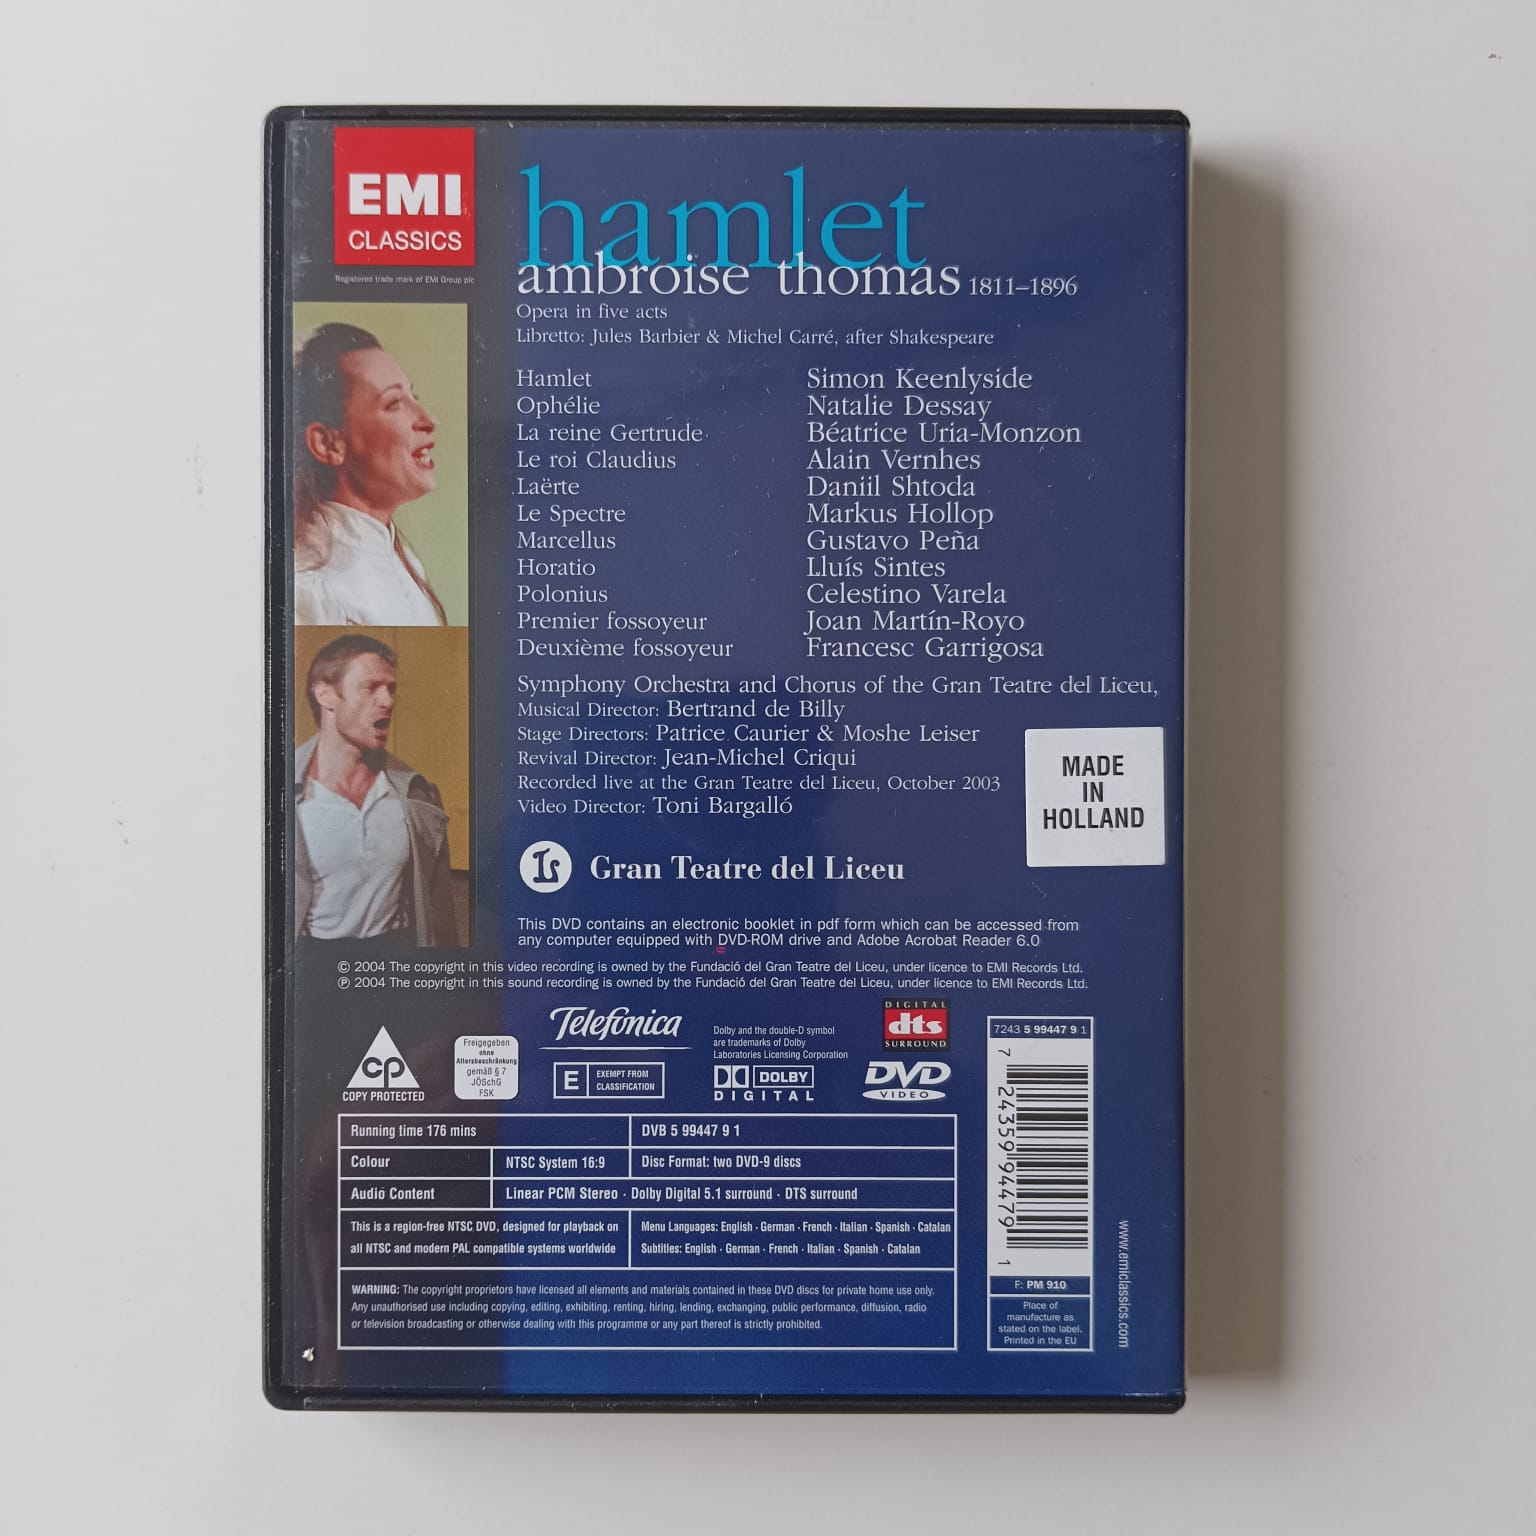 EMI
CLASSICS
Registered trade mark of EMI Group plc
hamlet
ambroise thomas 1811–1896
Opera in five acts
Libretto: Jules Barbier & Michel Carré, after Shakespeare
Hamlet Simon Keenlyside
Ophélie Natalie Dessay
La reine Gertrude Béatrice Uria-Monzon
Le roi Claudius Alain Vernhes
Laërte Daniil Shtoda
Le Spectre Markus Hollop
Marcellus Gustavo Peña
Horatio Lluís Sintes
Polonius Celestino Varela
Premier fossoyeur Joan Martín-Royo
Deuxième fossoyeur Francesc Garrigosa
Symphony Orchestra and Chorus of the Gran Teatre del Liceu,
Musical Director: Bertrand de Billy
Stage Directors: Patrice Caurier & Moshe Leiser
Revival Director: Jean-Michel Criqui
Recorded live at the Gran Teatre del Liceu, October 2003
Video Director: Toni Bargalló
MADE
IN
HOLLAND
Gran Teatre del Liceu
This DVD contains an electronic booklet in pdf form which can be accessed from
any computer equipped with DVD-ROM drive and Adobe Acrobat Reader 6.0
© 2004 The copyright in this video recording is owned by the Fundació del Gran Teatre del Liceu, under licence to EMI Records Ltd.
℗ 2004 The copyright in this sound recording is owned by the Fundació del Gran Teatre del Liceu, under licence to EMI Records Ltd.
CP
COPY PROTECTED
Freigegeben
ohne
Altersbeschränkung
gemäß § 7
JÖSchG
FSK
Telefónica
E EXEMPT FROM
CLASSIFICATION
Dolby and the double-D symbol
are trademarks of Dolby
Laboratories Licensing Corporation
DOLBY
DIGITAL
DIGITAL
dts
SURROUND
DVD
VIDEO
7243 5 99447 9 1
7 24359 94479 1
F: PM 910
Place of
manufacture as
stated on the label.
Printed in the EU
www.emiclassics.com
Running time 176 mins DVB 5 99447 9 1
Colour NTSC System 16:9 Disc Format: two DVD-9 discs
Audio Content Linear PCM Stereo · Dolby Digital 5.1 surround · DTS surround
This is a region-free NTSC DVD, designed for playback on
all NTSC and modern PAL compatible systems worldwide
Menu Languages: English · German · French · Italian · Spanish · Catalan
Subtitles: English · German · French · Italian · Spanish · Catalan
WARNING: The copyright proprietors have licensed all elements and materials contained in these DVD discs for private home use only.
Any unauthorised use including copying, editing, exhibiting, renting, hiring, lending, exchanging, public performance, diffusion, radio
or television broadcasting or otherwise dealing with this programme or any part thereof is strictly prohibited.